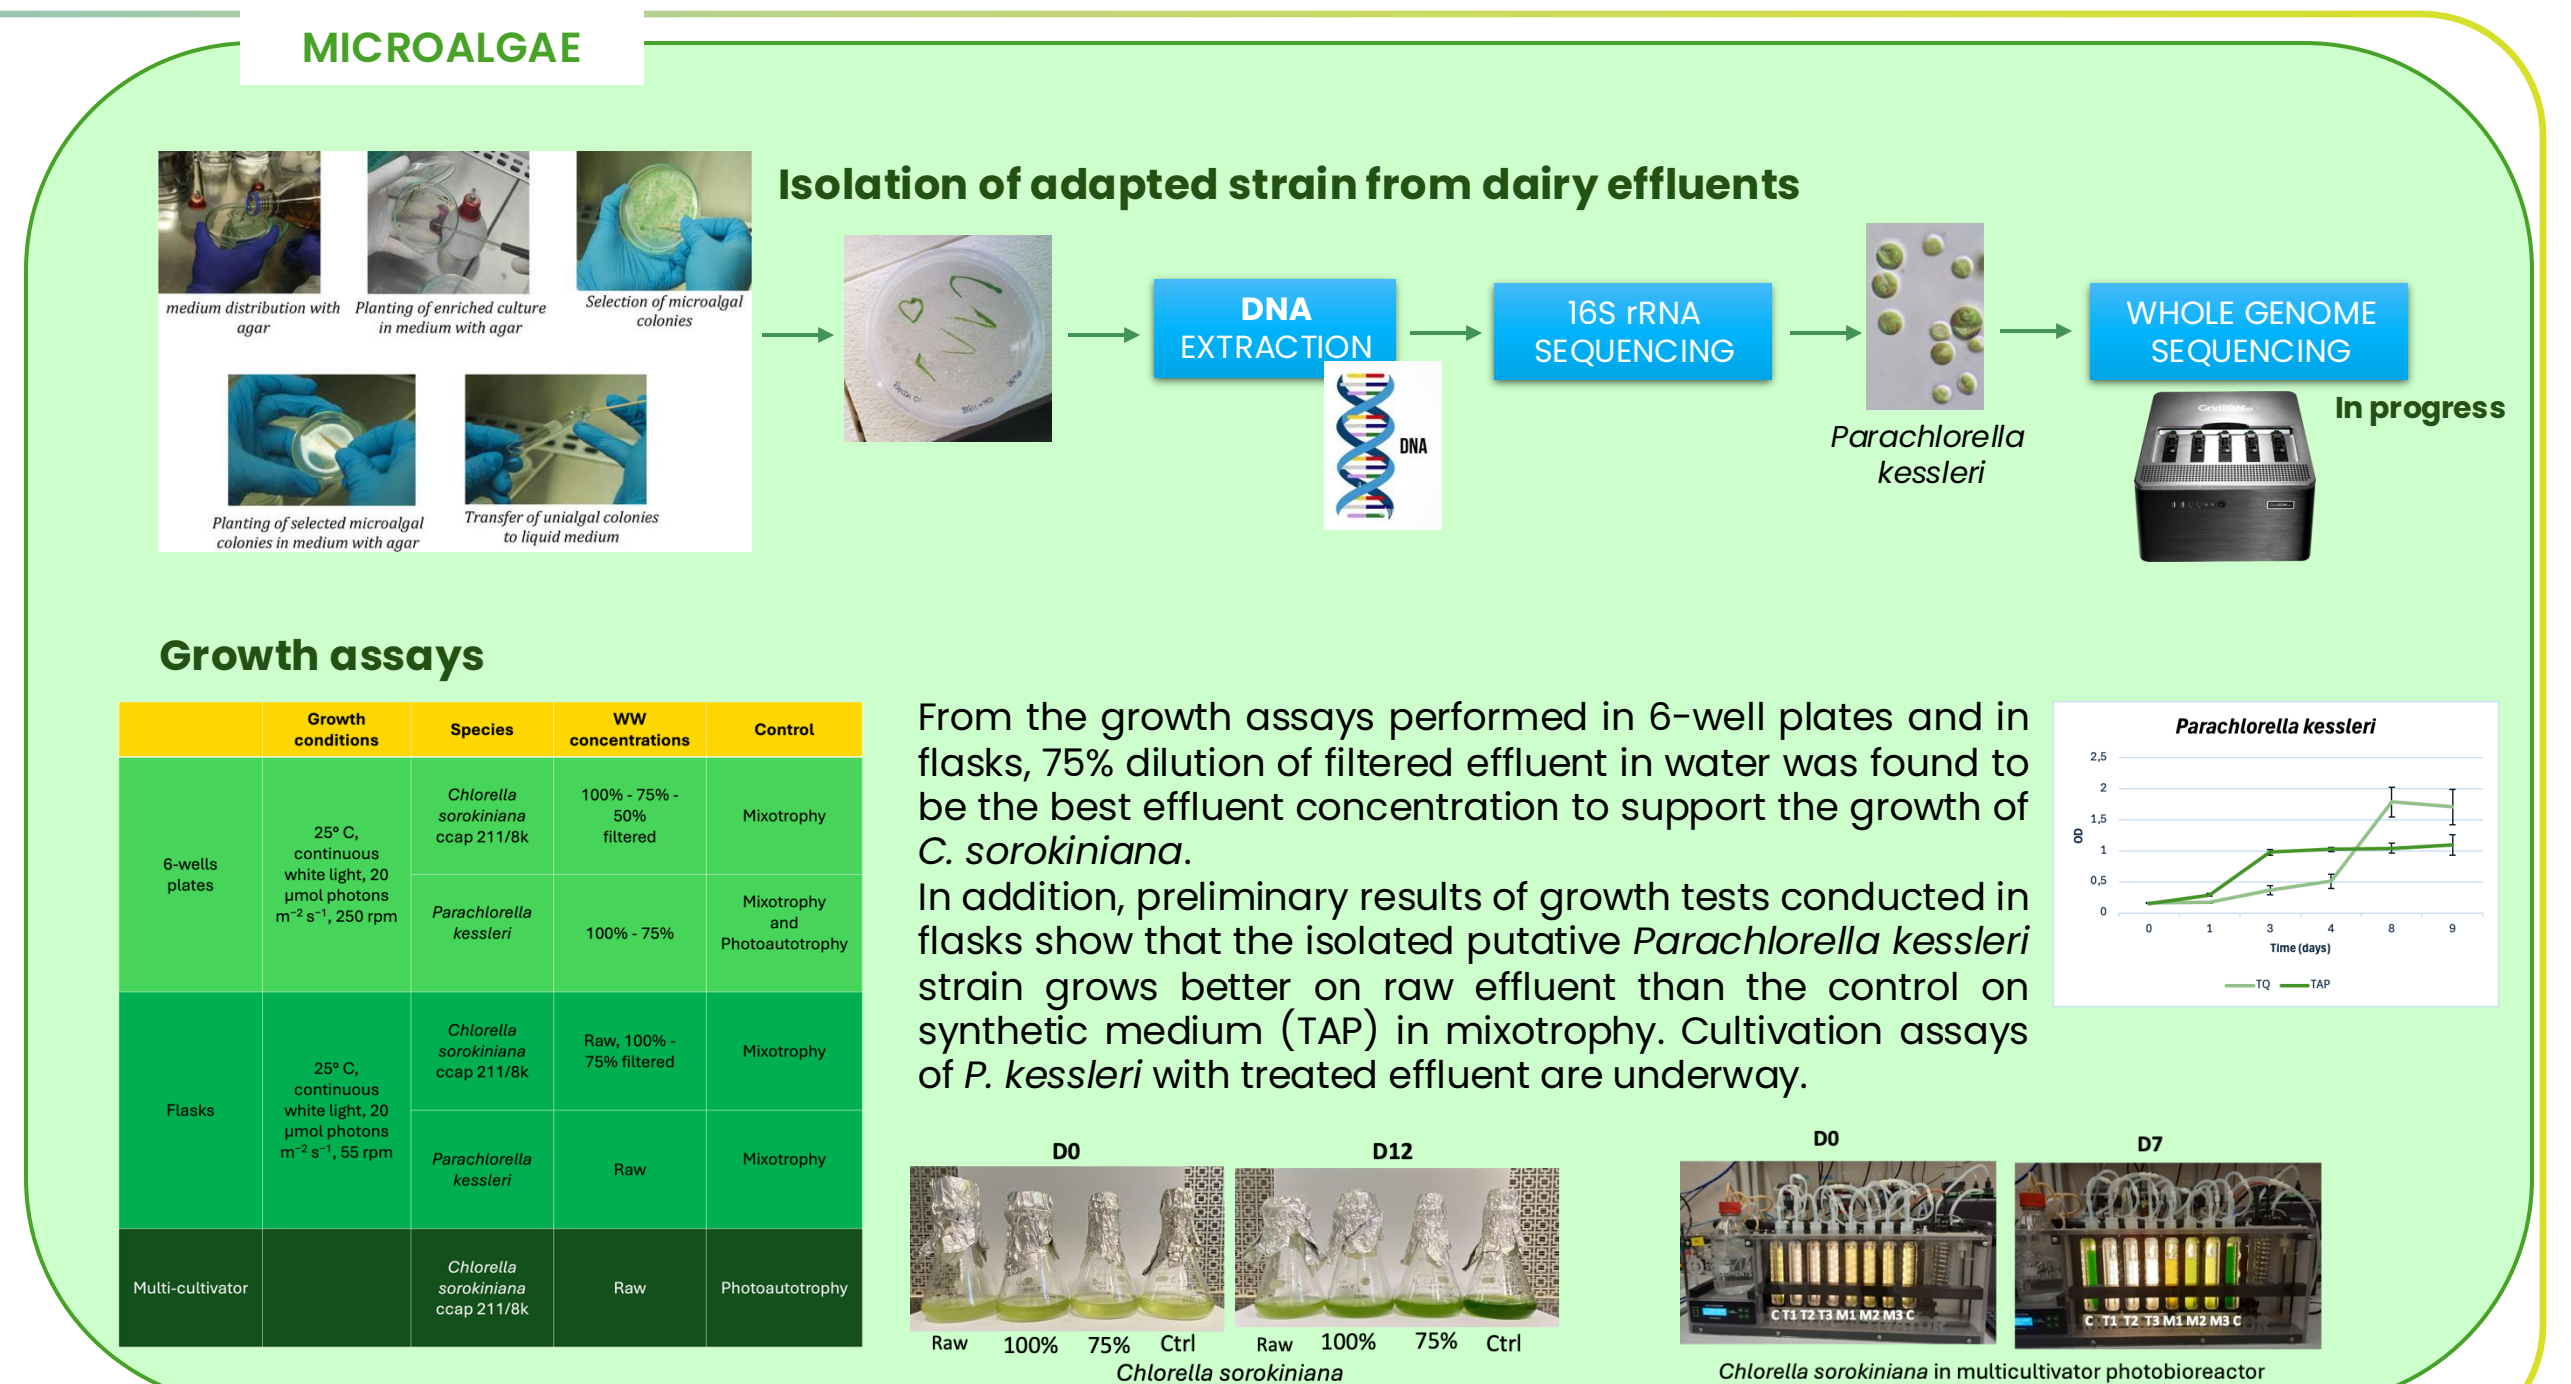 MICROALGAE
medium distribution with
agar
Planting of enriched culture
in medium with agar
Selection of microalgal
colonies
Planting of selected microalgal
colonies in medium with agar
Transfer of unialgal colonies
to liquid medium
Isolation of adapted strain from dairy effluents
DNA
EXTRACTION
DNA
16S rRNA
SEQUENCING
Parachlorella
kessleri
WHOLE GENOME
SEQUENCING
In progress
Growth assays
Growth
conditions
Species
WW
concentrations
Control
6-wells
plates
25° C,
continuous
white light, 20
µmol photons
m⁻² s⁻¹, 250 rpm
Chlorella
sorokiniana
ccap 211/8k
100% - 75% -
50%
filtered
Mixotrophy
Parachlorella
kessleri
100% - 75%
Mixotrophy
and
Photoautotrophy
Flasks
25° C,
continuous
white light, 20
µmol photons
m⁻² s⁻¹, 55 rpm
Chlorella
sorokiniana
ccap 211/8k
Raw, 100% -
75% filtered
Mixotrophy
Parachlorella
kessleri
Raw
Mixotrophy
Multi-cultivator
Chlorella
sorokiniana
ccap 211/8k
Raw
Photoautotrophy
From the growth assays performed in 6-well plates and in
flasks, 75% dilution of filtered effluent in water was found to
be the best effluent concentration to support the growth of
C. sorokiniana.
In addition, preliminary results of growth tests conducted in
flasks show that the isolated putative Parachlorella kessleri
strain grows better on raw effluent than the control on
synthetic medium (TAP) in mixotrophy. Cultivation assays
of P. kessleri with treated effluent are underway.
Parachlorella kessleri
2,5
2
1,5
1
0,5
0
OD
0 1 3 4 8 9
Time (days)
TQ TAP
D0
D12
Raw 100% 75% Ctrl
Raw 100% 75% Ctrl
Chlorella sorokiniana
D0
D7
C T1 T2 T3 M1 M2 M3 C
C T1 T2 T3 M1 M2 M3 C
Chlorella sorokiniana in multicultivator photobioreactor